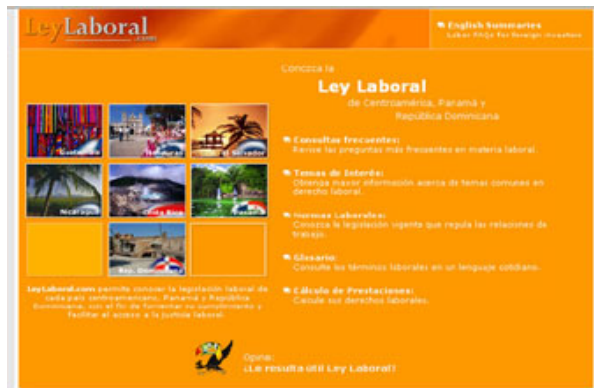 LeyLaboral
.com
English Summaries
Labor FAQs for foreign investors
Conozca la
Ley Laboral
de Centroamérica, Panamá y
República Dominicana
Guatemala
Honduras
El Salvador
Nicaragua
Costa Rica
Panamá
Rep. Dominicana
Consultas frecuentes:
Revise las preguntas más frecuentes en materia laboral.
Temas de Interés:
Obtenga mayor información acerca de temas comunes en
derecho laboral.
Normas Laborales:
Conozca la legislación vigente que regula las relaciones de
trabajo.
Glosario:
Consulte los términos laborales en un lenguaje cotidiano.
Cálculo de Prestaciones:
Calcule sus derechos laborales.
LeyLaboral.com permite conocer la legislación laboral de
cada país centroamericano, Panamá y República
Dominicana, con el fin de fomentar su cumplimiento y
facilitar el acceso a la justicia laboral.
Opine:
¿Le resulta útil Ley Laboral?